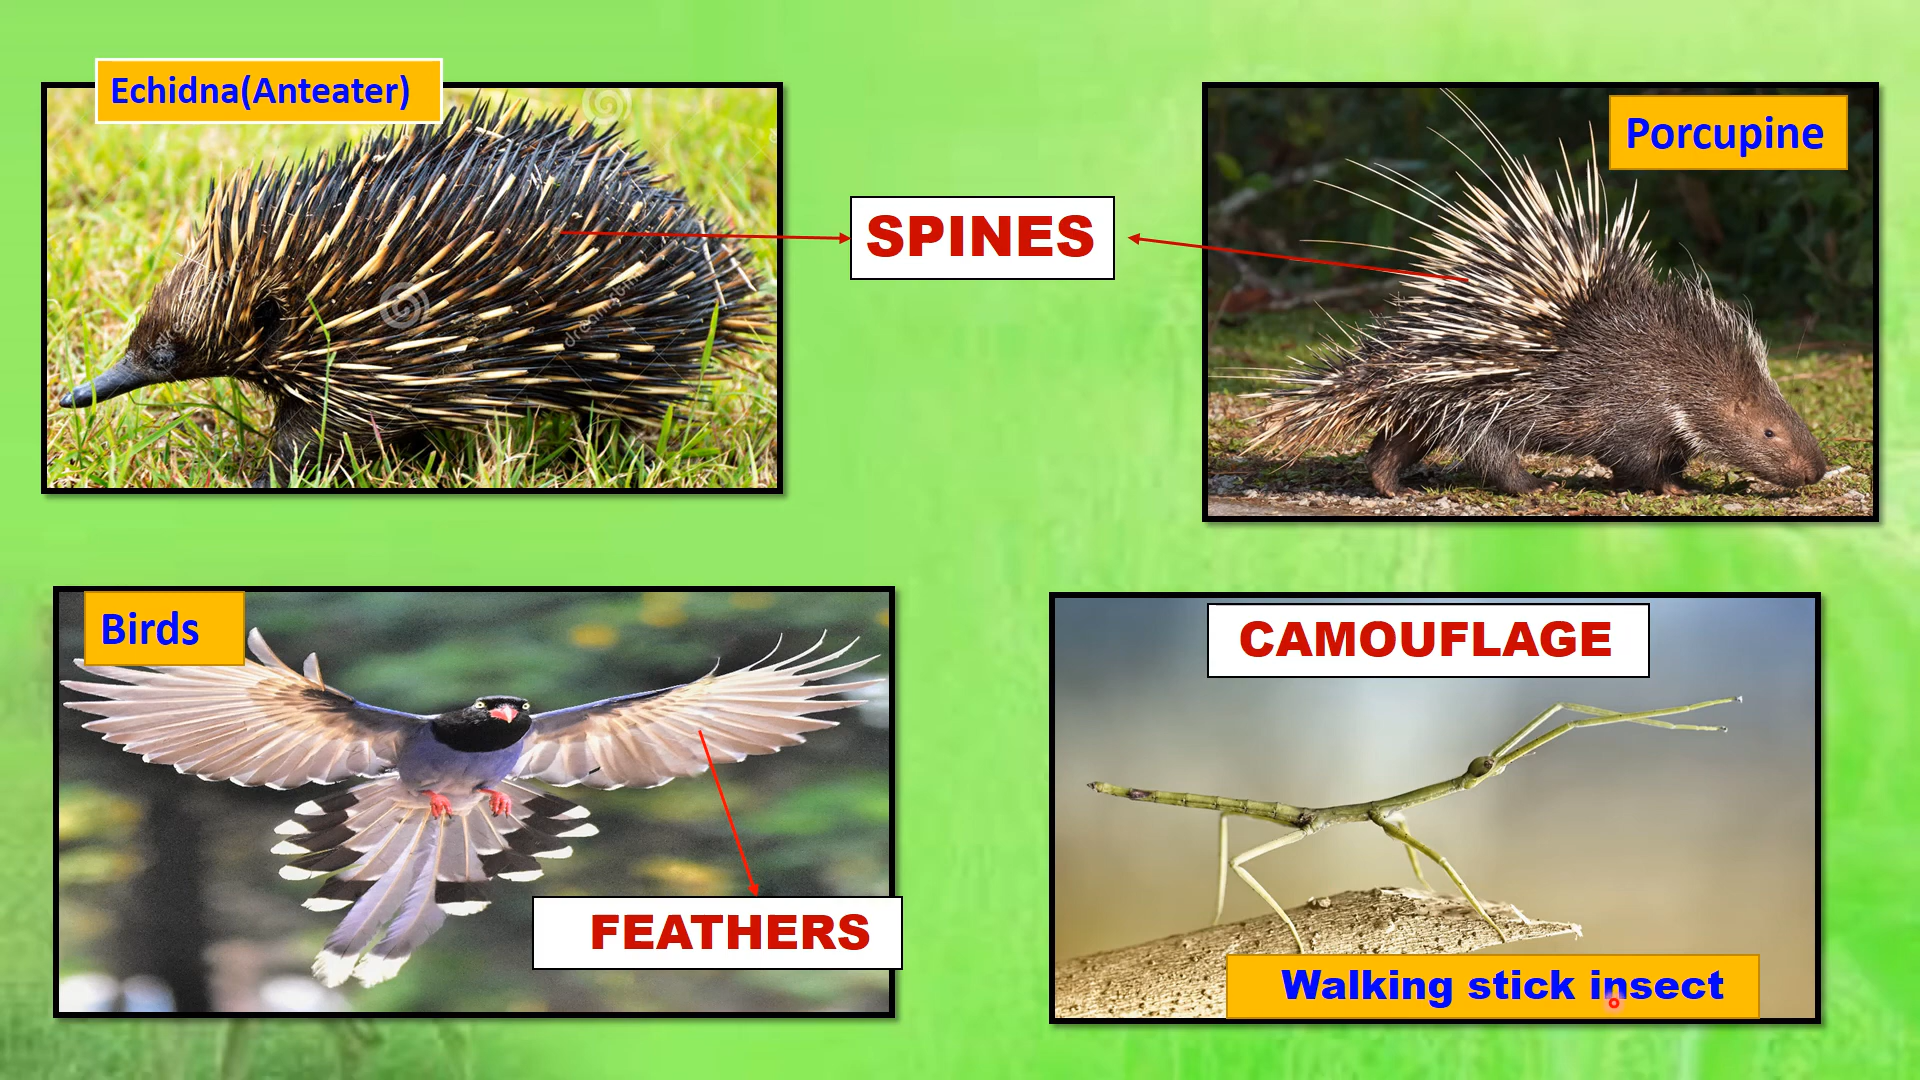 Echidna(Anteater)
Porcupine
SPINES
Birds
FEATHERS
CAMOUFLAGE
Walking stick insect